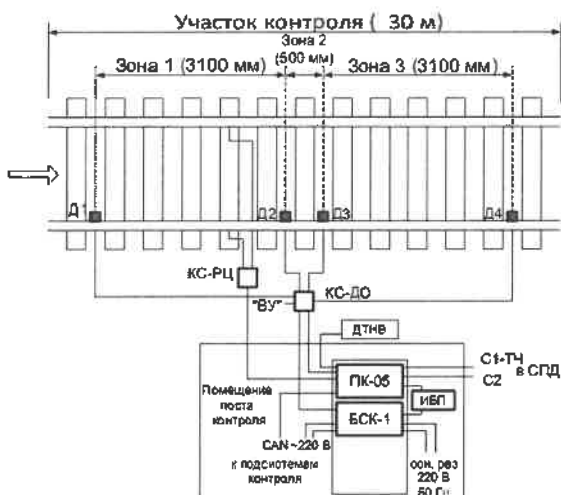 Участок контроля ( 30 м)
Зона 2
Зона 1 (3100 мм)
(500 мм)
Зона 3 (3100 мм)
Д1
Д2
Д3
Д4
КС-РЦ
"ВУ"
КС-ДО
ДТНВ
С1-ТЧ
в СПД
С2
ПК-05
ИБП
Помещение
поста
контроля
БСК-1
CAN ~220 В
к подсистемам
контроля
осн. рез
220 В
50 Гц